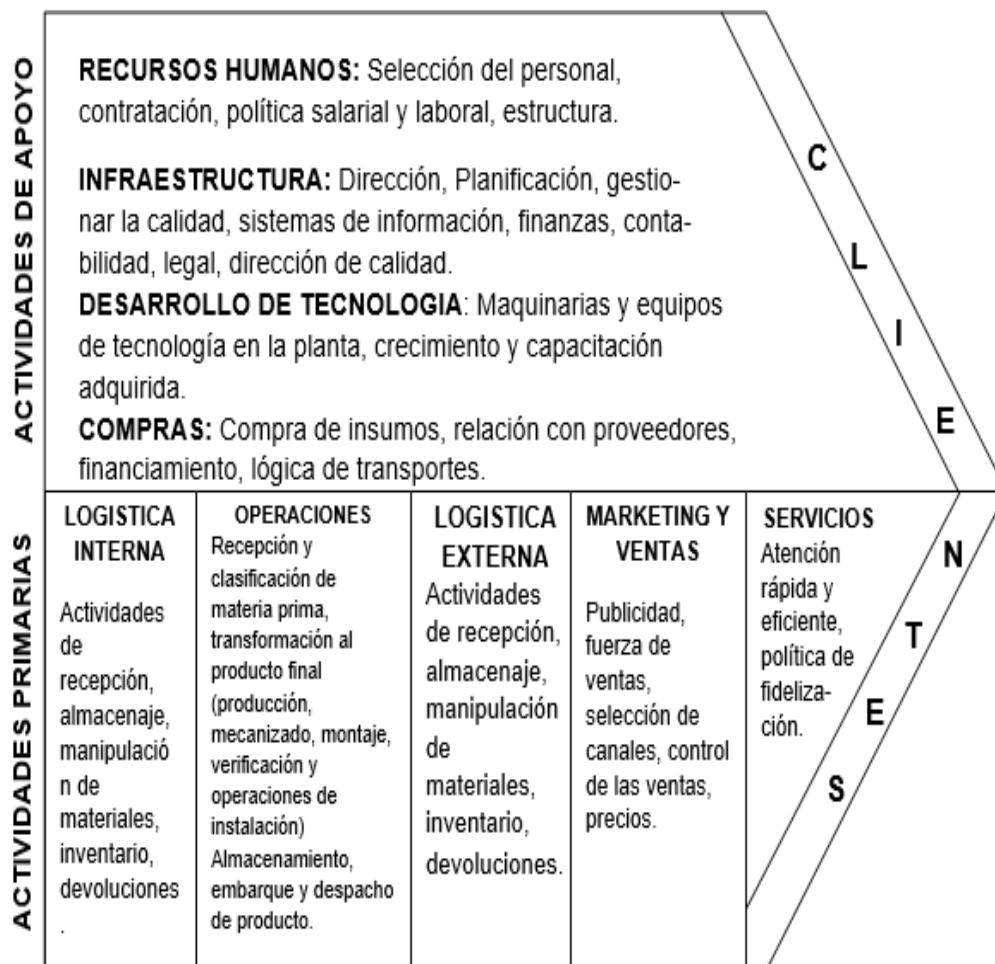 ACTIVIDADES DE APOYO
RECURSOS HUMANOS: Selección del personal,
contratación, política salarial y laboral, estructura.
INFRAESTRUCTURA: Dirección, Planificación, gestio-
nar la calidad, sistemas de información, finanzas, conta-
bilidad, legal, dirección de calidad.
DESARROLLO DE TECNOLOGIA: Maquinarias y equipos
de tecnología en la planta, crecimiento y capacitación
adquirida.
COMPRAS: Compra de insumos, relación con proveedores,
financiamiento, lógica de transportes.
ACTIVIDADES PRIMARIAS
LOGISTICA
INTERNA
Actividades
de
recepción,
almacenaje,
manipulació
n de
materiales,
inventario,
devoluciones
.
OPERACIONES
Recepción y
clasificación de
materia prima,
transformación al
producto final
(producción,
mecanizado, montaje,
verificación y
operaciones de
instalación)
Almacenamiento,
embarque y despacho
de producto.
LOGISTICA
EXTERNA
Actividades
de recepción,
almacenaje,
manipulación
de
materiales,
inventario,
devoluciones.
MARKETING Y
VENTAS
Publicidad,
fuerza de
ventas,
selección de
canales, control
de las ventas,
precios.
SERVICIOS
Atención
rápida y
eficiente,
política de
fideliza-
ción.
C L I E N T E S